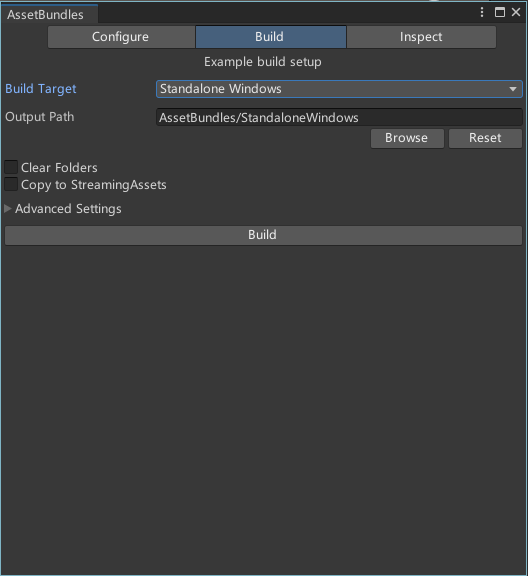 AssetBundles
Configure Build Inspect
Example build setup
Build Target Standalone Windows
Output Path AssetBundles/StandaloneWindows
Browse Reset
Clear Folders
Copy to StreamingAssets
Advanced Settings
Build